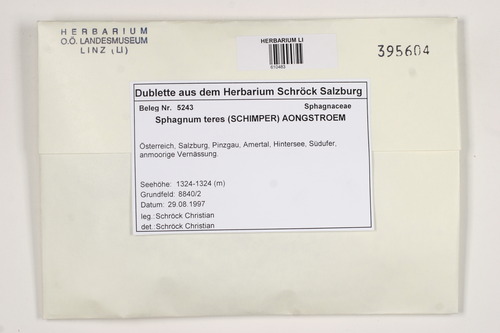 HERBARIUM
O.Ö. LANDESMUSEUM
LINZ (LI)
HERBARIUM LI
395604
Dublette aus dem Herbarium Schröck Salzburg
Beleg Nr. 5243 Sphagnaceae
Sphagnum teres (SCHIMPER) AONGSTROEM
Österreich, Salzburg, Pinzgau, Amertal, Hintersee, Südufer,
anmoorige Vernässung.
Seehöhe: 1324-1324 (m)
Grundfeld: 8840/2
Datum: 29.08.1997
leg.:Schröck Christian
det.:Schröck Christian